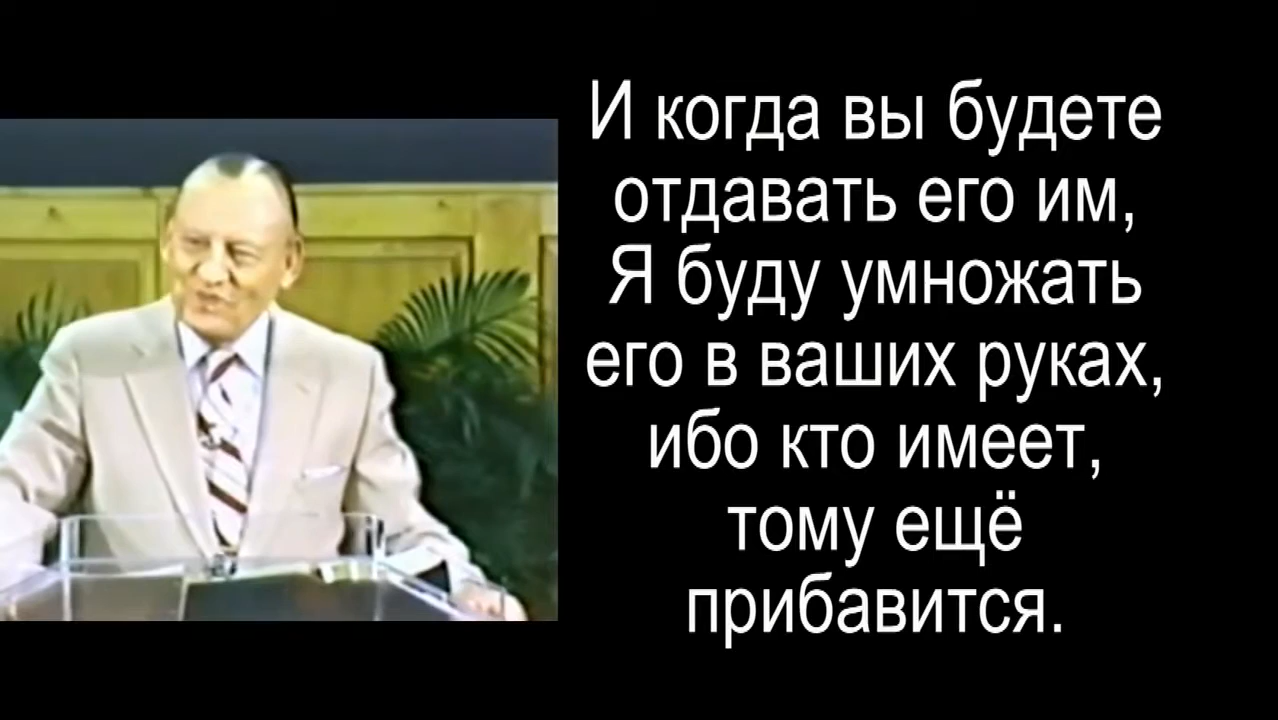 И когда вы будете
отдавать его им,
Я буду умножать
его в ваших руках,
ибо кто имеет,
тому ещё
прибавится.